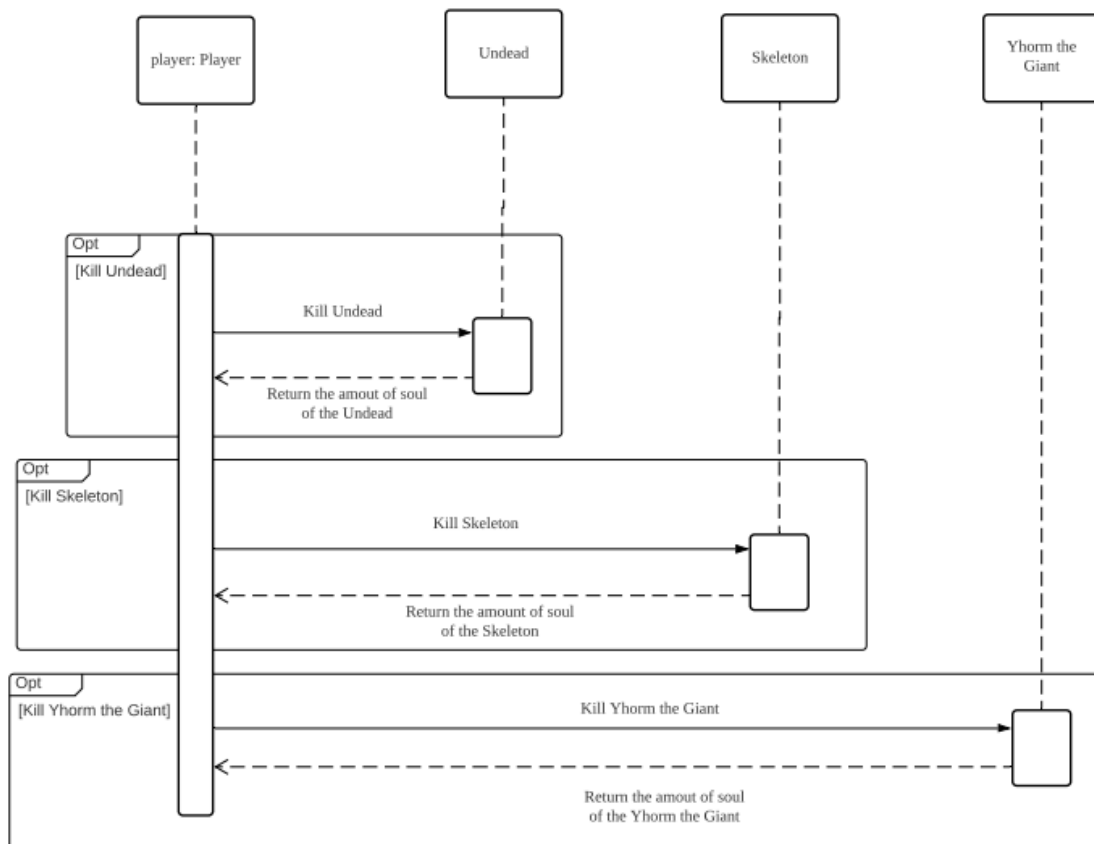 player: Player
Undead
Skeleton
Yhorm the
Giant
Opt
[Kill Undead]
Kill Undead
Return the amout of soul
of the Undead
Opt
[Kill Skeleton]
Kill Skeleton
Return the amount of soul
of the Skeleton
Opt
[Kill Yhorm the Giant]
Kill Yhorm the Giant
Return the amout of soul
of the Yhorm the Giant